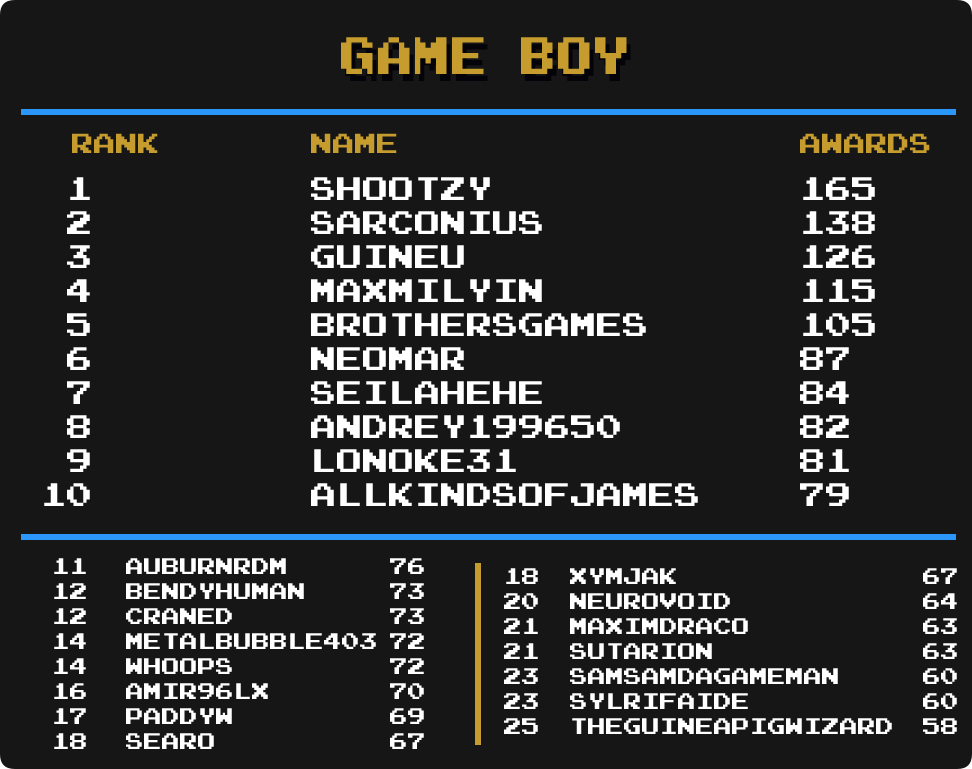 GAME BOY
RANK NAME AWARDS
1 SHOOTZY 165
2 SARCONIUS 138
3 GUINEU 126
4 MAXMILYIN 115
5 BROTHERSGAMES 105
6 NEOMAR 87
7 SEILAHEHE 84
8 ANDREY199650 82
9 LONOKE31 81
10 ALLKINDSOFJAMES 79
11 AUBURNRDM 76
12 BENDYHUMAN 73
12 CRANED 73
14 METALBUBBLE403 72
14 WHOOPS 72
16 AMIR96LX 70
17 PADDYW 69
18 SEARO 67
18 XYMJAK 67
20 NEUROVOID 64
21 MAXIMDRACO 63
21 SUTARION 63
23 SAMSAMDAGAMEMAN 60
23 SYLRIFAIDE 60
25 THEGUINEAPIGWIZARD 58